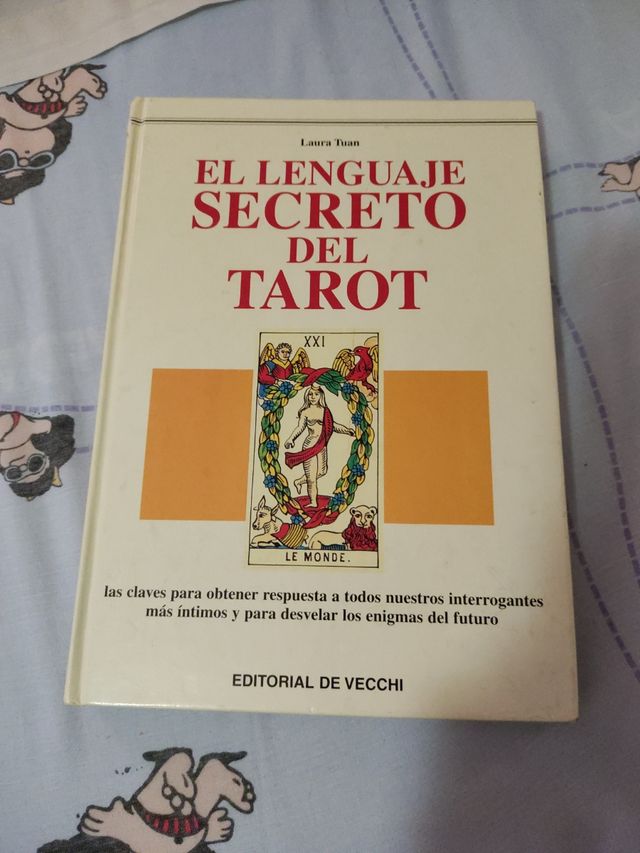 Laura Tuan
EL LENGUAJE
SECRETO
DEL
TAROT
XXI
LE MONDE.
las claves para obtener respuesta a todos nuestros interrogantes
más íntimos y para desvelar los enigmas del futuro
EDITORIAL DE VECCHI